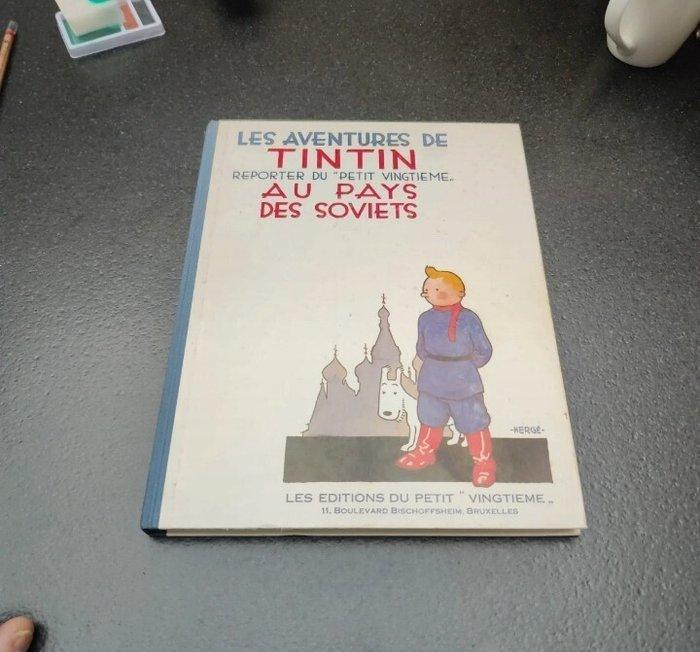 LES AVENTURES DE
TINTIN
REPORTER DU "PETIT VINGTIEME„
AU PAYS
DES SOVIETS
-HERGÉ-
LES EDITIONS DU PETIT " VINGTIEME„
11, BOULEVARD BISCHOFFSHEIM, BRUXELLES